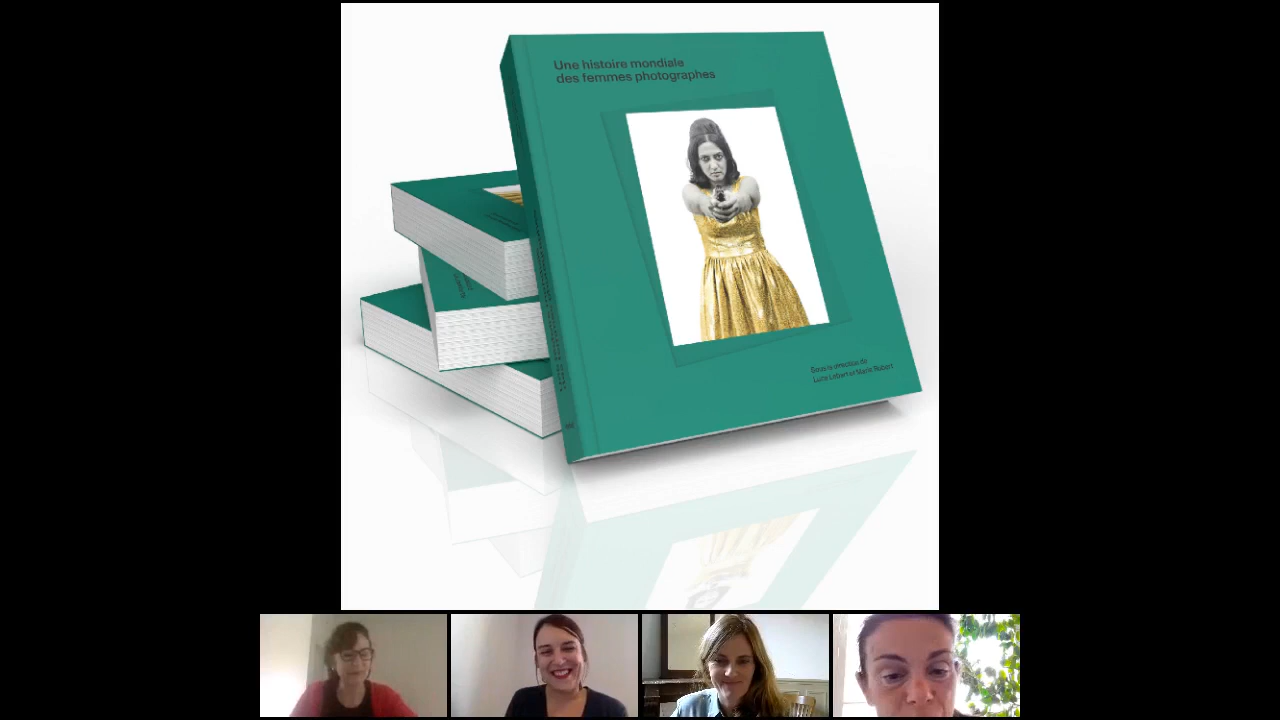 Une histoire mondiale
des femmes photographes
Sous la direction de
Luce Lebart et Marie Robert